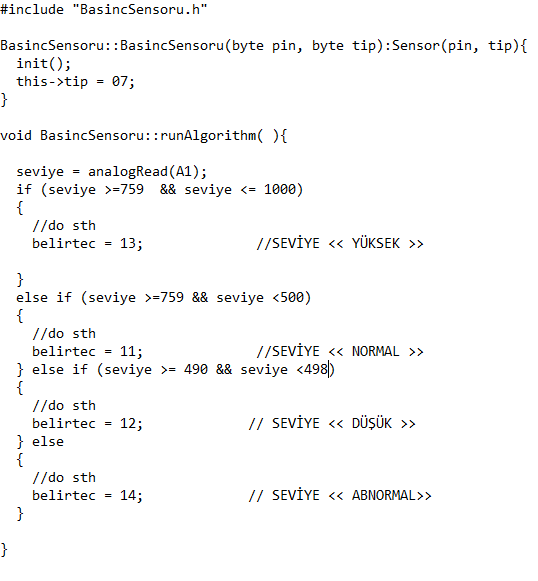 #include "BasincSensoru.h"
BasincSensoru::BasincSensoru(byte pin, byte tip):Sensor(pin, tip){
init();
this->tip = 07;
}
void BasincSensoru::runAlgorithm( ){
seviye = analogRead(A1);
if (seviye >=759  && seviye <= 1000)
{
//do sth
belirtec = 13;              //SEVİYE << YÜKSEK >>
}
else if (seviye >=759 && seviye <500)
{
//do sth
belirtec = 11;              //SEVİYE << NORMAL >>
} else if (seviye >= 490 && seviye <498)
{
//do sth
belirtec = 12;             // SEVİYE << DÜŞÜK >>
} else
{
//do sth
belirtec = 14;             // SEVİYE << ABNORMAL>>
}
}